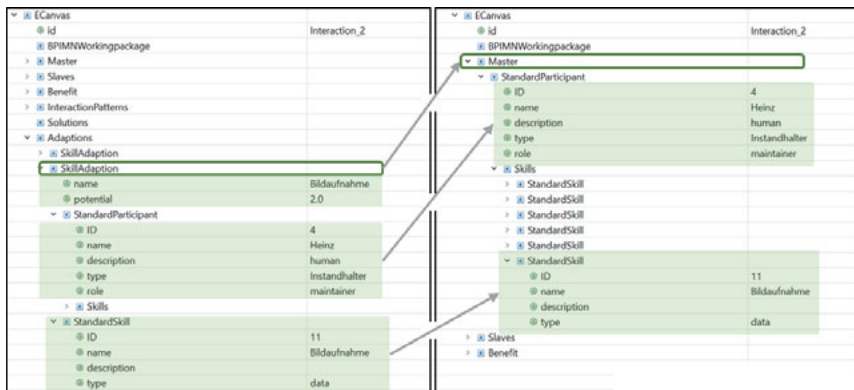 ECanvas
id Interaction_2
BPIMNWorkingpackage
Master
Slaves
Benefit
InteractionPatterns
Solutions
Adaptions
SkillAdaption
SkillAdaption
name Bildaufnahme
potential 2.0
StandardParticipant
ID 4
name Heinz
description human
type Instandhalter
role maintainer
Skills
StandardSkill
ID 11
name Bildaufnahme
description
type data
ECanvas
id Interaction_2
BPIMNWorkingpackage
Master
StandardParticipant
ID 4
name Heinz
description human
type Instandhalter
role maintainer
Skills
StandardSkill
StandardSkill
StandardSkill
StandardSkill
StandardSkill
ID 11
name Bildaufnahme
description
type data
Slaves
Benefit